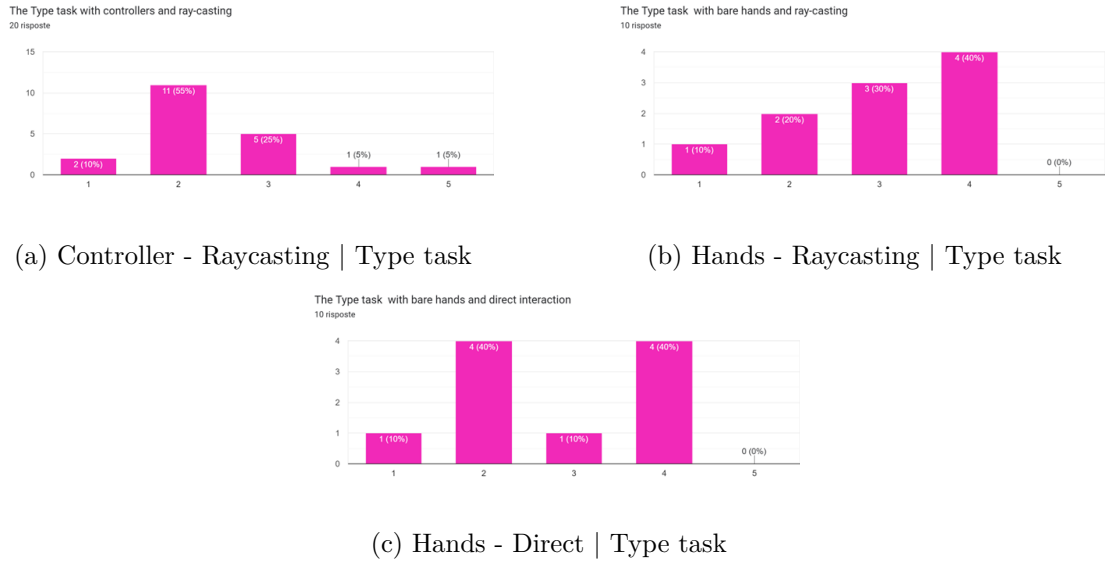 The Type task with controllers and ray-casting
20 risposte
15
10
5
0
2 (10%)
11 (55%)
5 (25%)
1 (5%)
1 (5%)
1 2 3 4 5
(a) Controller - Raycasting | Type task
The Type task with bare hands and ray-casting
10 risposte
4
3
2
1
0
1 (10%)
2 (20%)
3 (30%)
4 (40%)
0 (0%)
1 2 3 4 5
(b) Hands - Raycasting | Type task
The Type task with bare hands and direct interaction
10 risposte
4
3
2
1
0
1 (10%)
4 (40%)
1 (10%)
4 (40%)
0 (0%)
1 2 3 4 5
(c) Hands - Direct | Type task